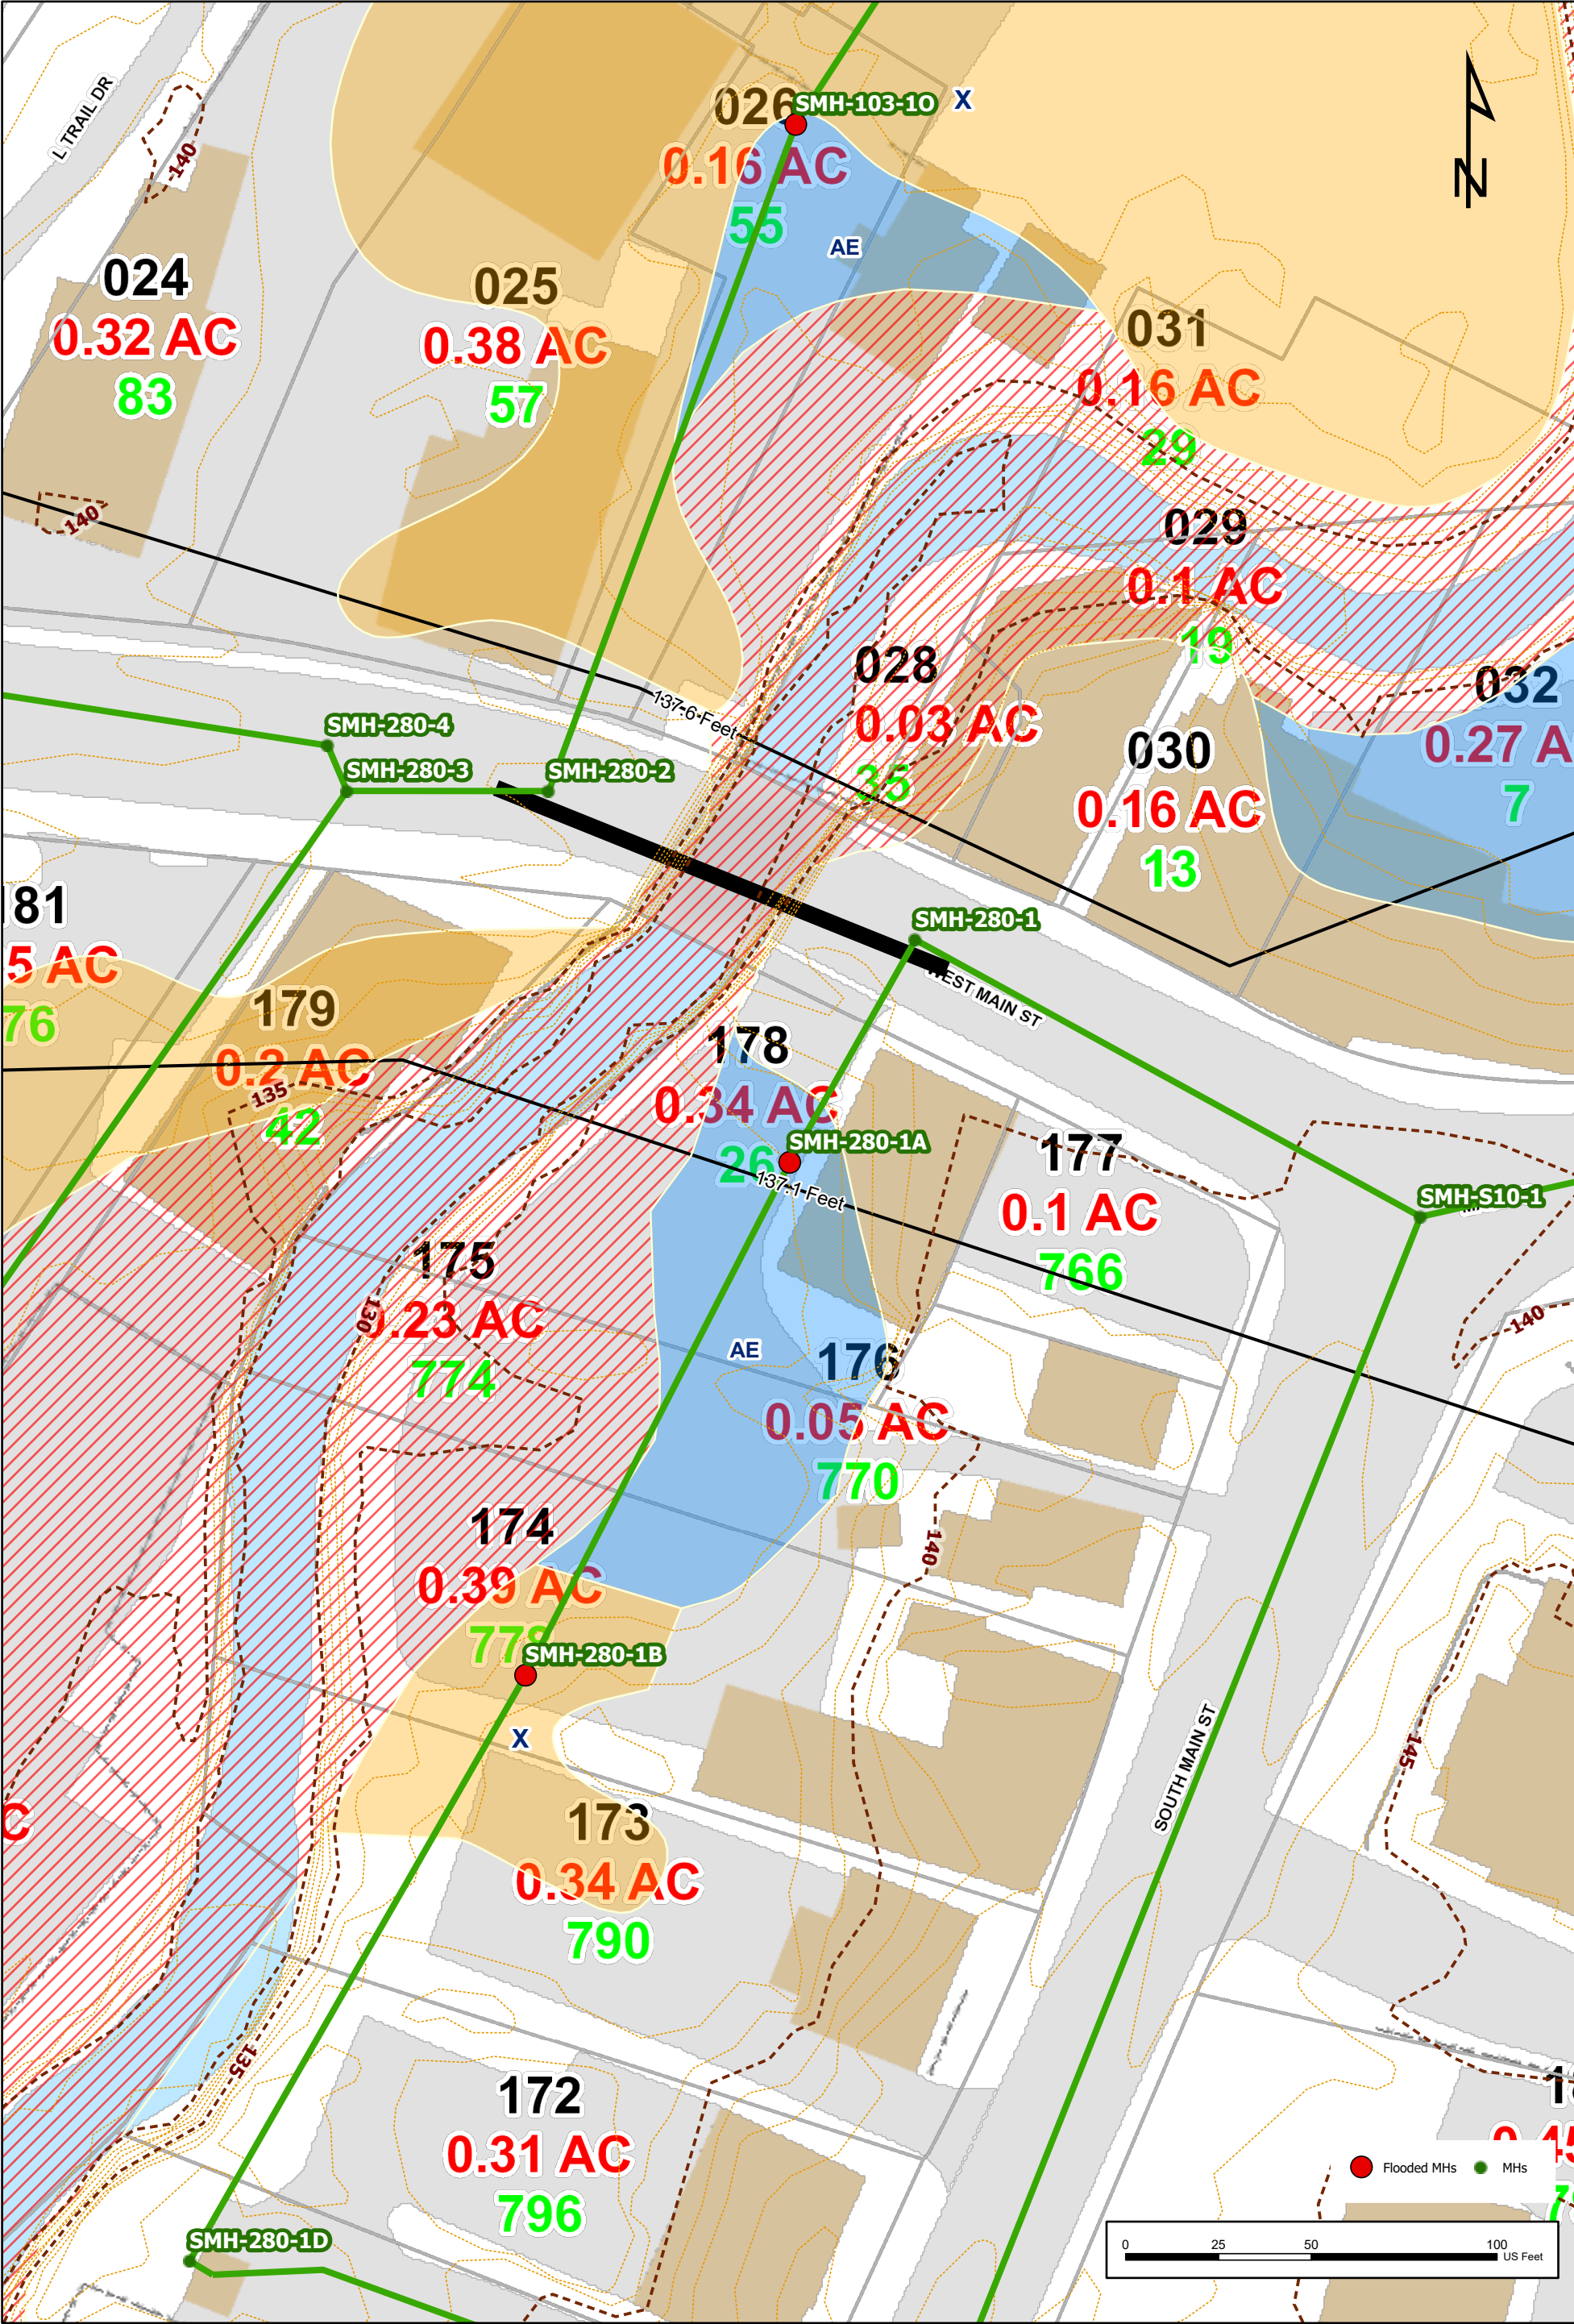 L TRAIL DR
140
026
SMH-103-1O
X
0.16 AC
55
AE
N
024
0.32 AC
83
025
0.38 AC
57
031
0.16 AC
29
140
029
0.1 AC
19
028
0.03 AC
35
032
0.27 A
7
137.6 Feet
030
0.16 AC
13
SMH-280-4
SMH-280-3
SMH-280-2
181
5 AC
76
SMH-280-1
WEST MAIN ST
179
0.2 AC
42
135
178
0.34 AC
26
SMH-280-1A
137.1 Feet
177
0.1 AC
766
SMH-S10-1
175
0.23 AC
774
130
140
AE
176
0.05 AC
770
174
0.39 AC
778
SMH-280-1B
X
140
SOUTH MAIN ST
145
173
0.34 AC
790
C
135
172
0.31 AC
796
SMH-280-1D
Flooded MHs
MHs
0 25 50 100
US Feet